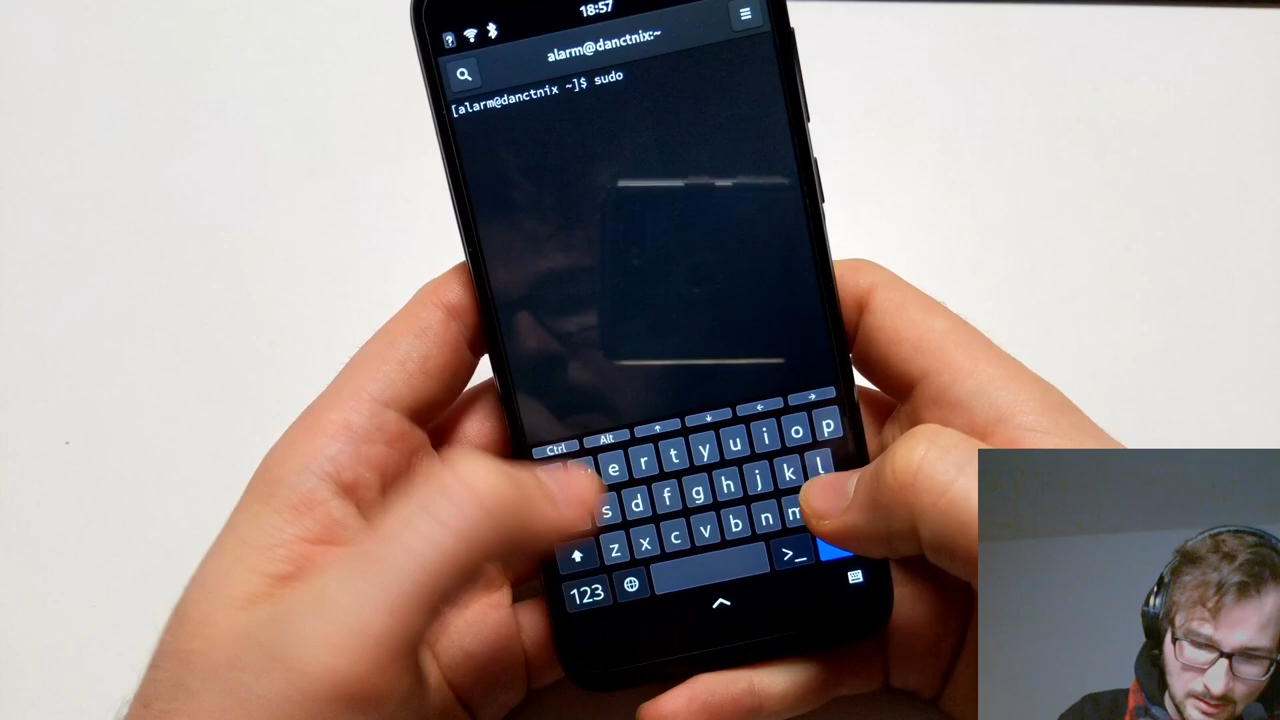 18:57
alarm@danctnix:~
[alarm@danctnix ~]$ sudo
Ctrl Alt ↑ ↓ ← →
e r t y u i o p
s d f g h j k l
z x c v b n m
123 >_